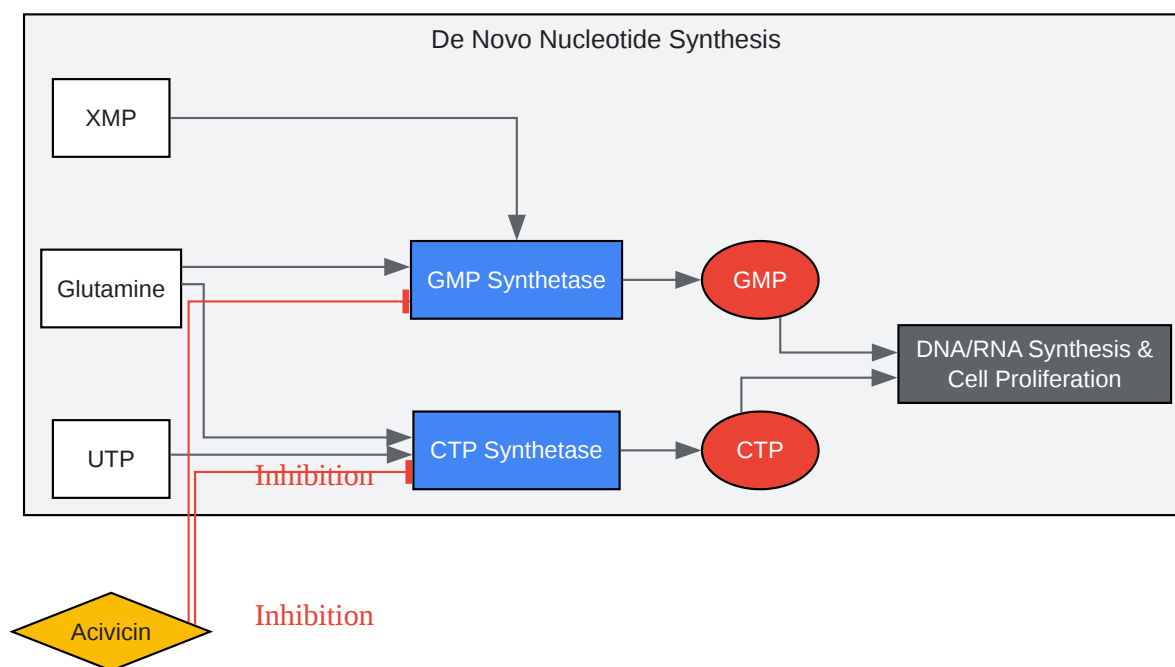 De Novo Nucleotide Synthesis
XMP
Glutamine
GMP Synthetase
GMP
DNA/RNA Synthesis &
Cell Proliferation
UTP
CTP Synthetase
CTP
Inhibition
Inhibition
Acivicin